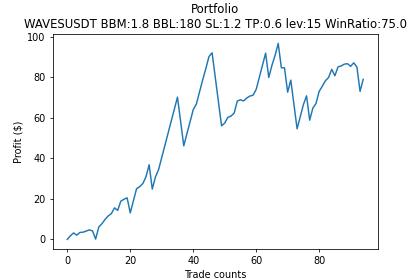 Portfolio
WAVESUSDT BBM:1.8 BBL:180 SL:1.2 TP:0.6 lev:15 WinRatio:75.0
100
80
60
40
20
0
Profit ($)
0 20 40 60 80
Trade counts